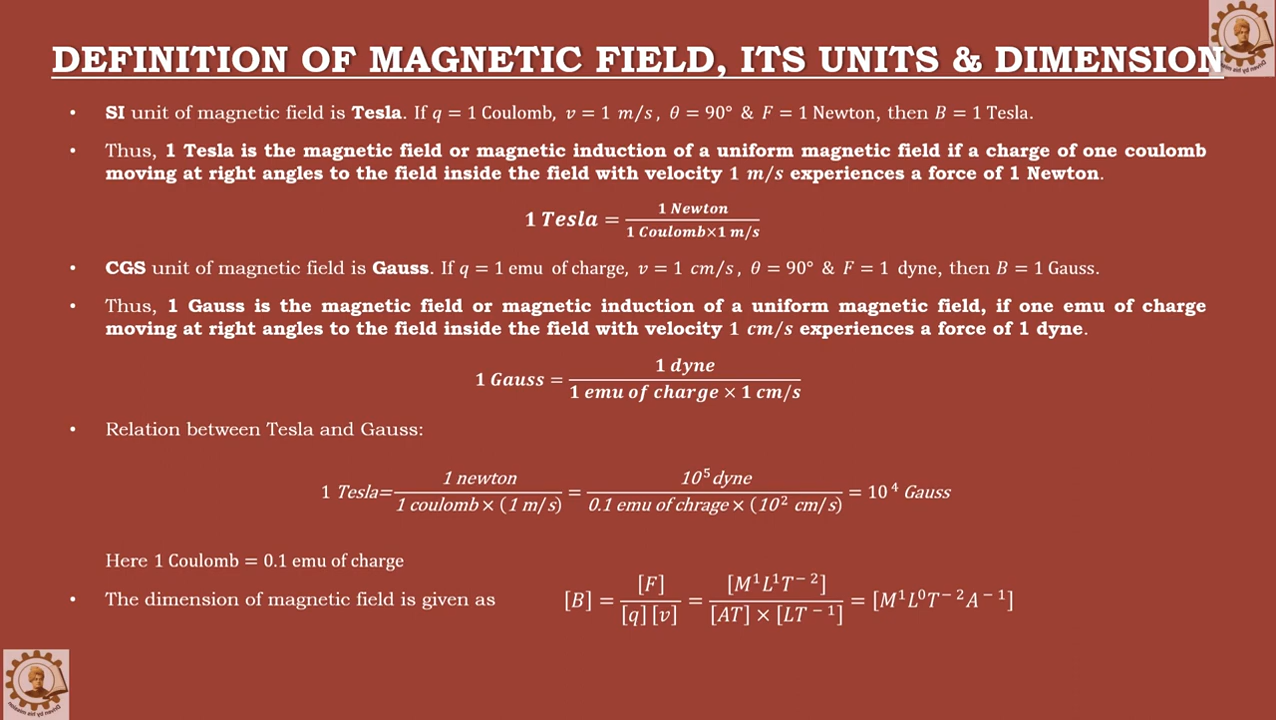 DEFINITION OF MAGNETIC FIELD, ITS UNITS & DIMENSION
• SI unit of magnetic field is Tesla. If q = 1 Coulomb, v = 1 m/s, θ = 90° & F = 1 Newton, then B = 1 Tesla.
• Thus, 1 Tesla is the magnetic field or magnetic induction of a uniform magnetic field if a charge of one coulomb
moving at right angles to the field inside the field with velocity 1 m/s experiences a force of 1 Newton.
1 Tesla = 1 Newton / 1 Coulomb×1 m/s
• CGS unit of magnetic field is Gauss. If q = 1 emu of charge, v = 1 cm/s, θ = 90° & F = 1 dyne, then B = 1 Gauss.
• Thus, 1 Gauss is the magnetic field or magnetic induction of a uniform magnetic field, if one emu of charge
moving at right angles to the field inside the field with velocity 1 cm/s experiences a force of 1 dyne.
1 Gauss = 1 dyne / 1 emu of charge × 1 cm/s
• Relation between Tesla and Gauss:
1 Tesla= 1 newton / 1 coulomb × (1 m/s) = 10⁵ dyne / 0.1 emu of chrage × (10² cm/s) = 10⁴ Gauss
Here 1 Coulomb = 0.1 emu of charge
• The dimension of magnetic field is given as [B] = [F] / [q][v] = [M¹L¹T⁻²] / [AT] × [LT⁻¹] = [M¹L⁰T⁻²A⁻¹]